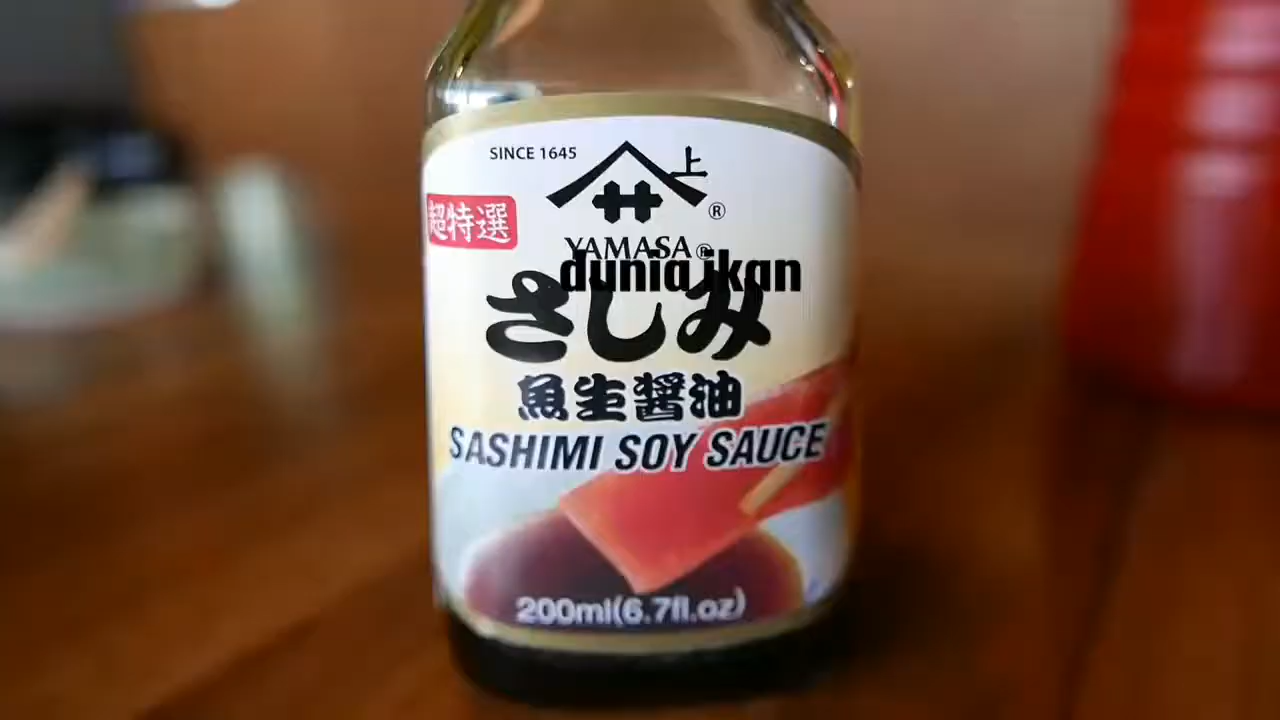 SINCE 1645
上
®
超特選
YAMASA®
dunia ikan
さしみ
魚生醤油
SASHIMI SOY SAUCE
200ml(6.7fl.oz)